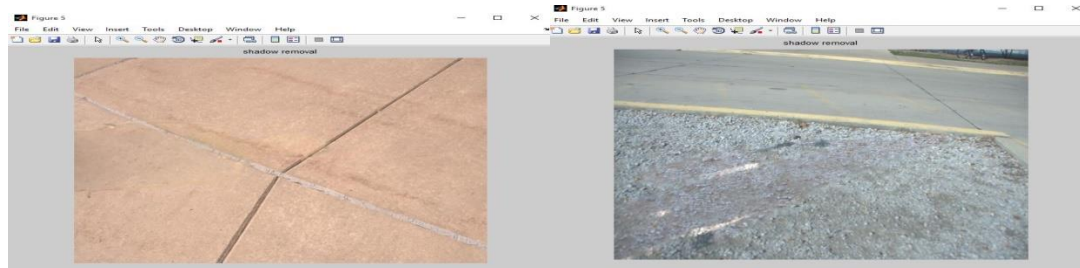 Figure 5
File Edit View Insert Tools Desktop Window Help
shadow removal
Figure 5
File Edit View Insert Tools Desktop Window Help
shadow removal